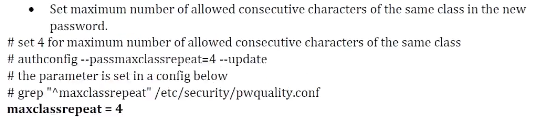 • Set maximum number of allowed consecutive characters of the same class in the new
password.
# set 4 for maximum number of allowed consecutive characters of the same class
# authconfig --passmaxclassrepeat=4 --update
# the parameter is set in a config below
# grep "^maxclassrepeat" /etc/security/pwquality.conf
maxclassrepeat = 4